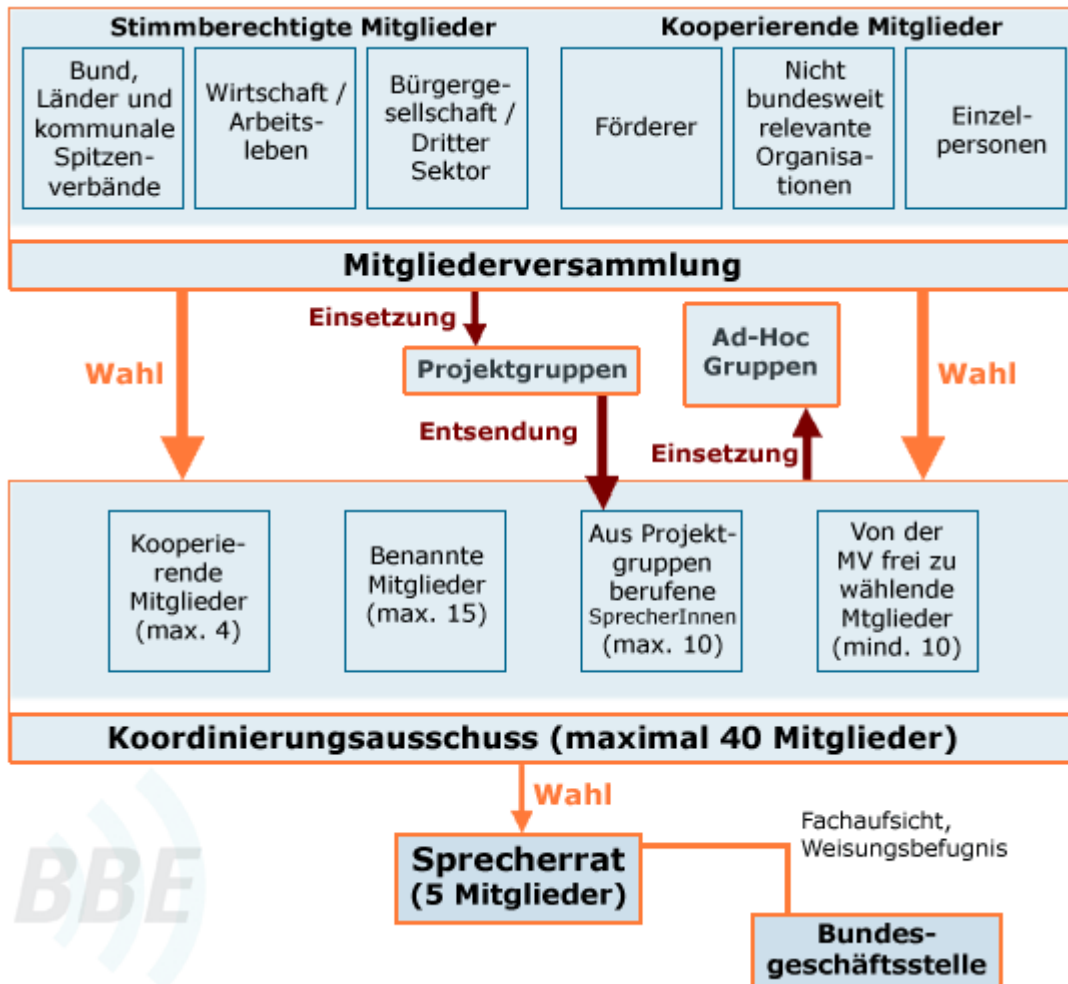 Stimmberechtigte Mitglieder
Kooperierende Mitglieder
Bund,
Länder und
kommunale
Spitzen-
verbände
Wirtschaft /
Arbeits-
leben
Bürgerge-
sellschaft /
Dritter
Sektor
Förderer
Nicht
bundesweit
relevante
Organisa-
tionen
Einzel-
personen
Mitgliederversammlung
Einsetzung
Wahl
Projektgruppen
Ad-Hoc
Gruppen
Wahl
Entsendung
Einsetzung
Kooperie-
rende
Mitglieder
(max. 4)
Benannte
Mitglieder
(max. 15)
Aus Projekt-
gruppen
berufene
SprecherInnen
(max. 10)
Von der
MV frei zu
wählende
Mtglieder
(mind. 10)
Koordinierungsausschuss (maximal 40 Mitglieder)
Wahl
Sprecherrat
(5 Mitglieder)
Fachaufsicht,
Weisungsbefugnis
BBE
Bundes-
geschäftsstelle